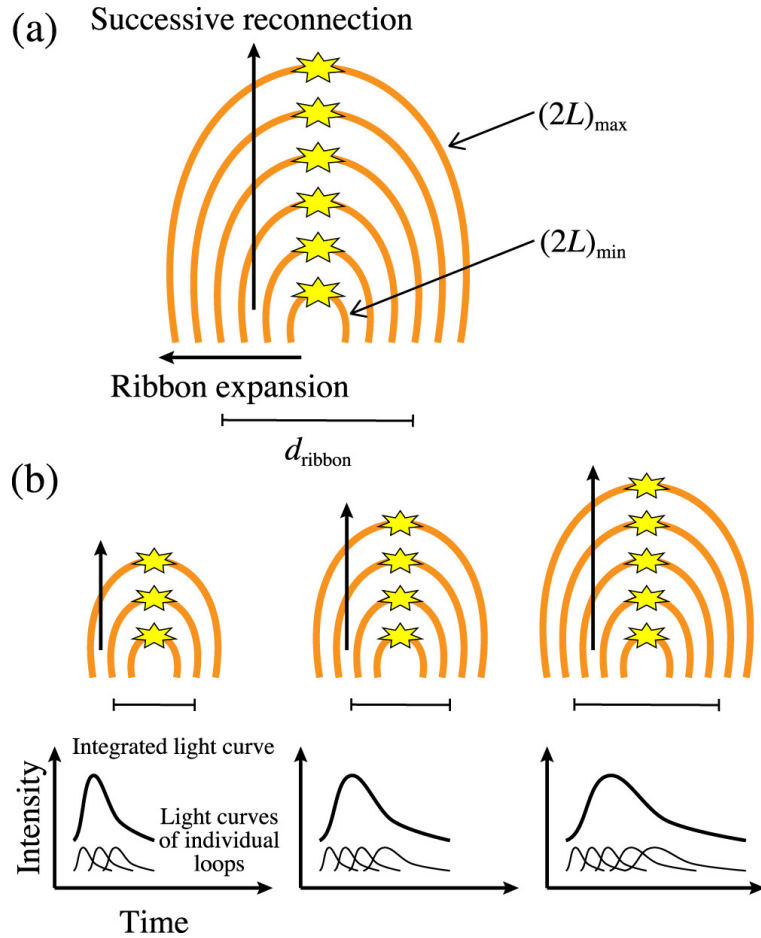 (a)
Successive reconnection
(2L)max
(2L)min
Ribbon expansion
dribbon
(b)
Integrated light curve
Light curves
of individual
loops
Intensity
Time